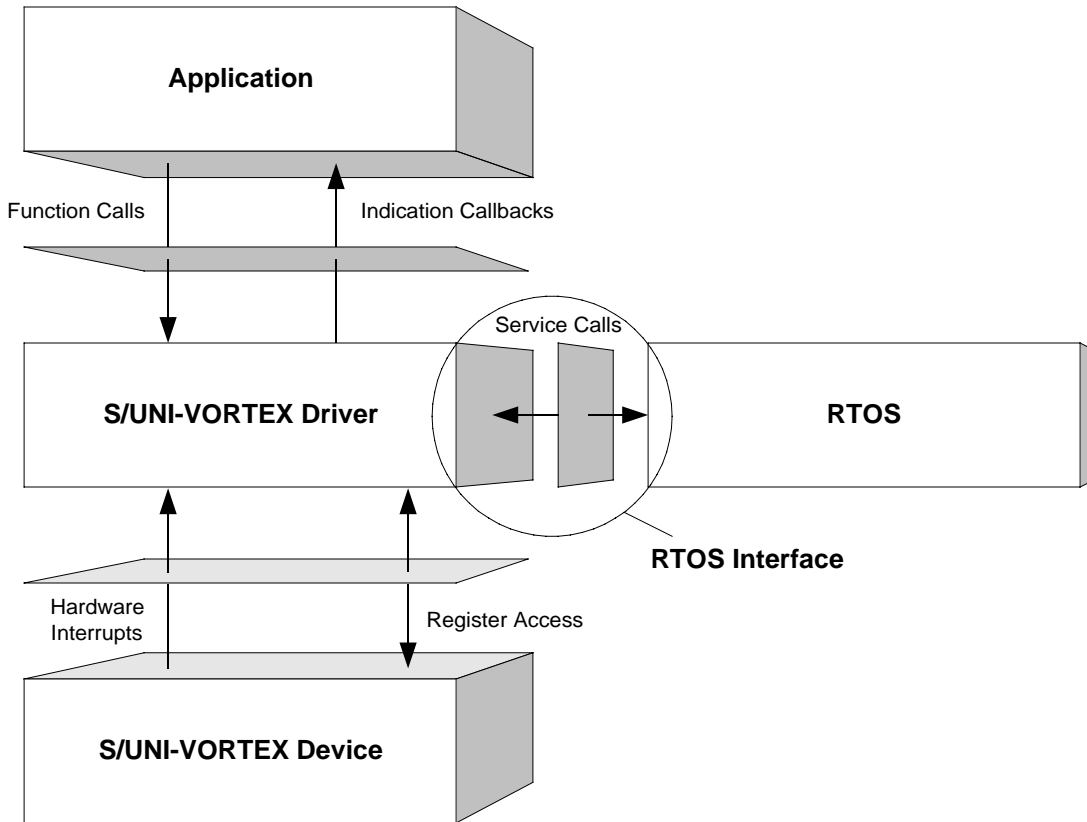 Application
Function Calls
Indication Callbacks
Service Calls
S/UNI-VORTEX Driver
RTOS
RTOS Interface
Hardware
Interrupts
Register Access
S/UNI-VORTEX Device